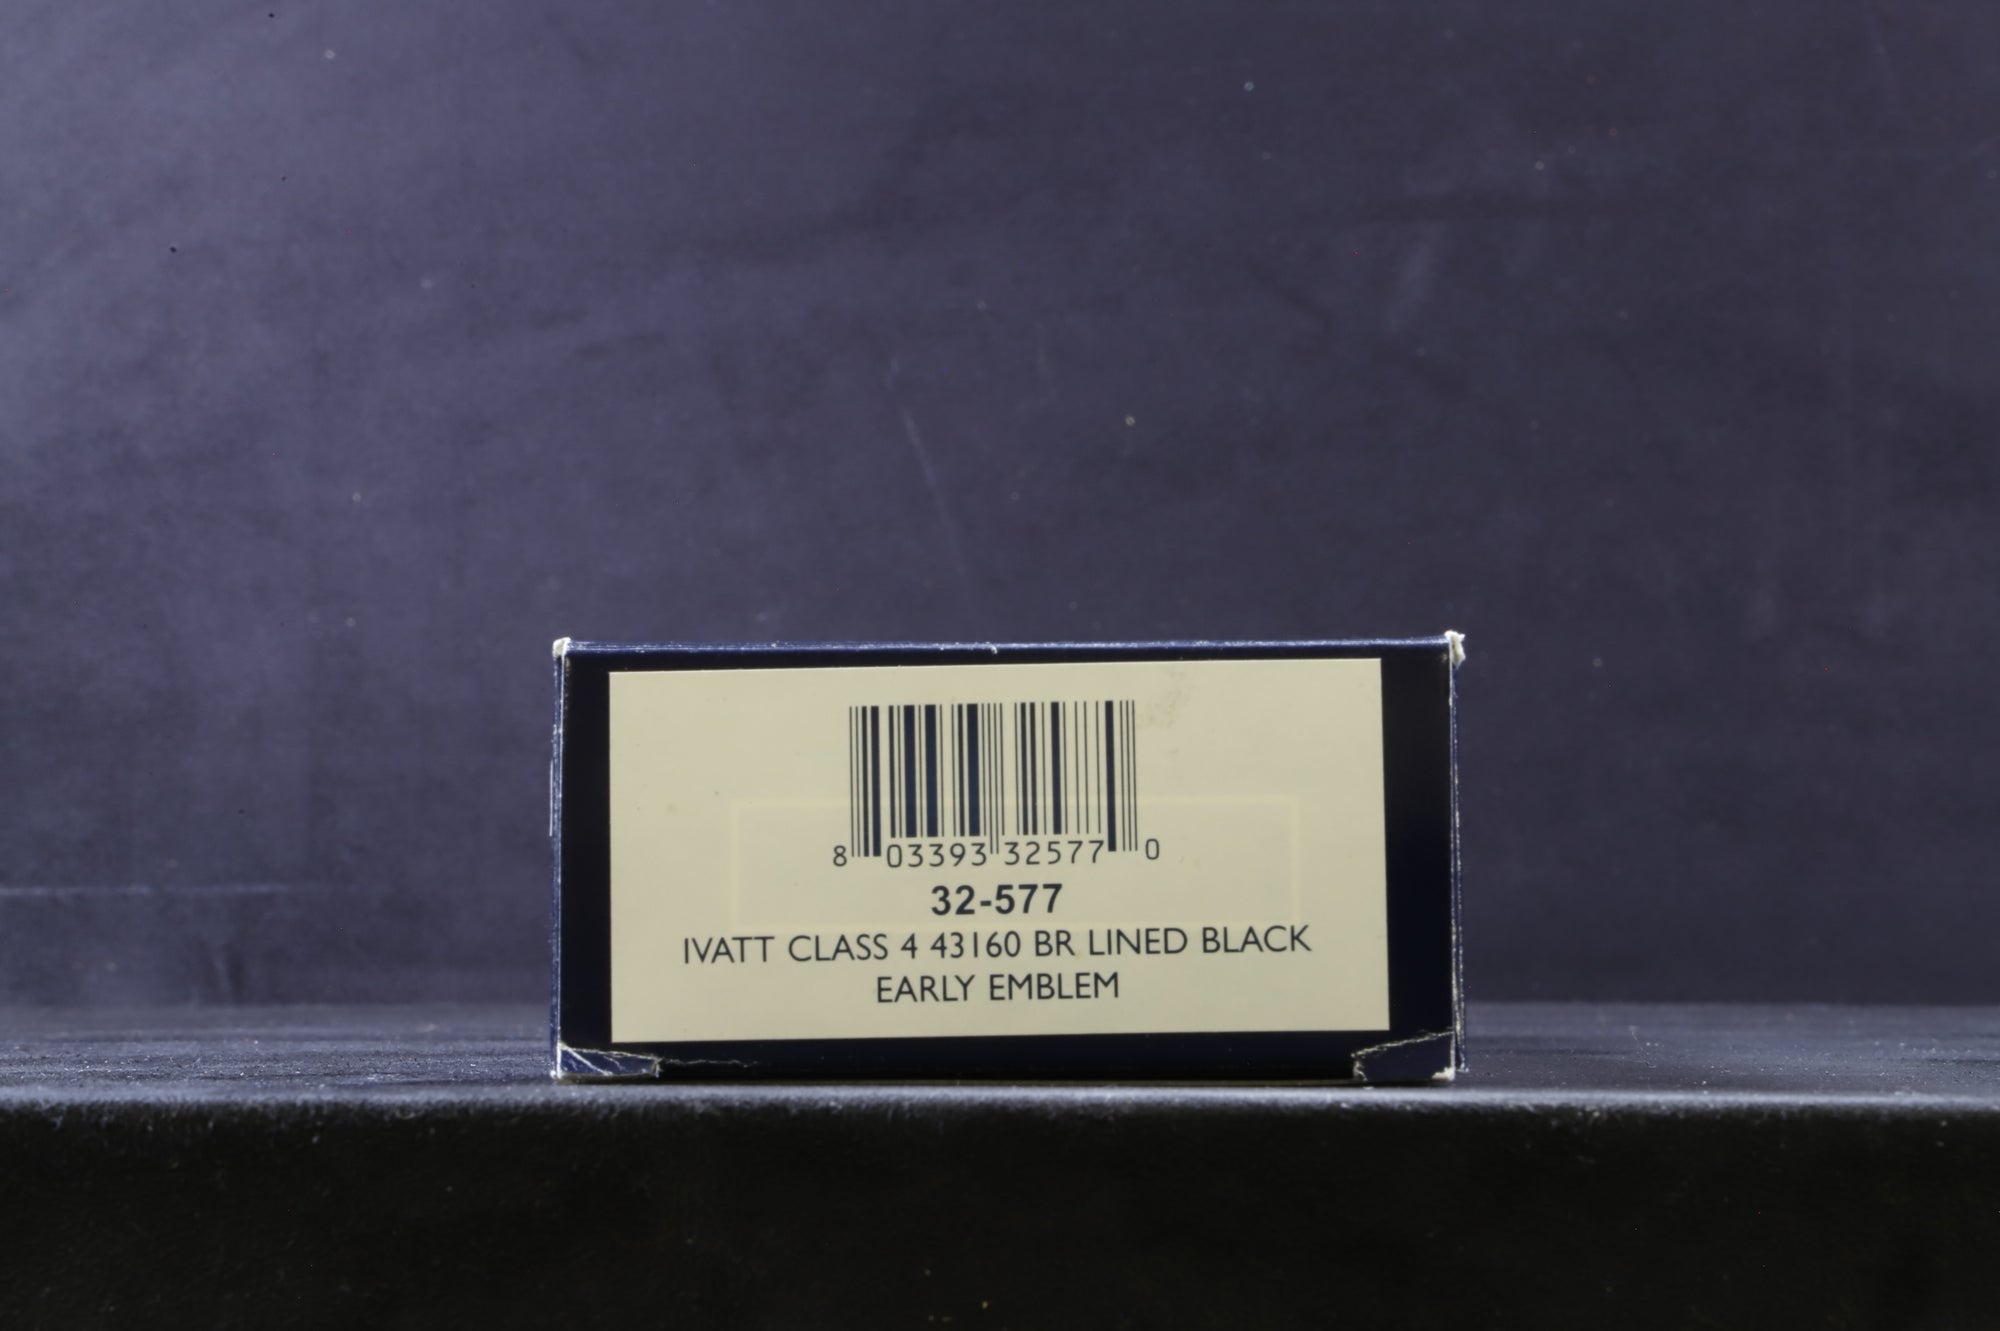 8 03393 32577 0
32-577
IVATT CLASS 4 43160 BR LINED BLACK
EARLY EMBLEM